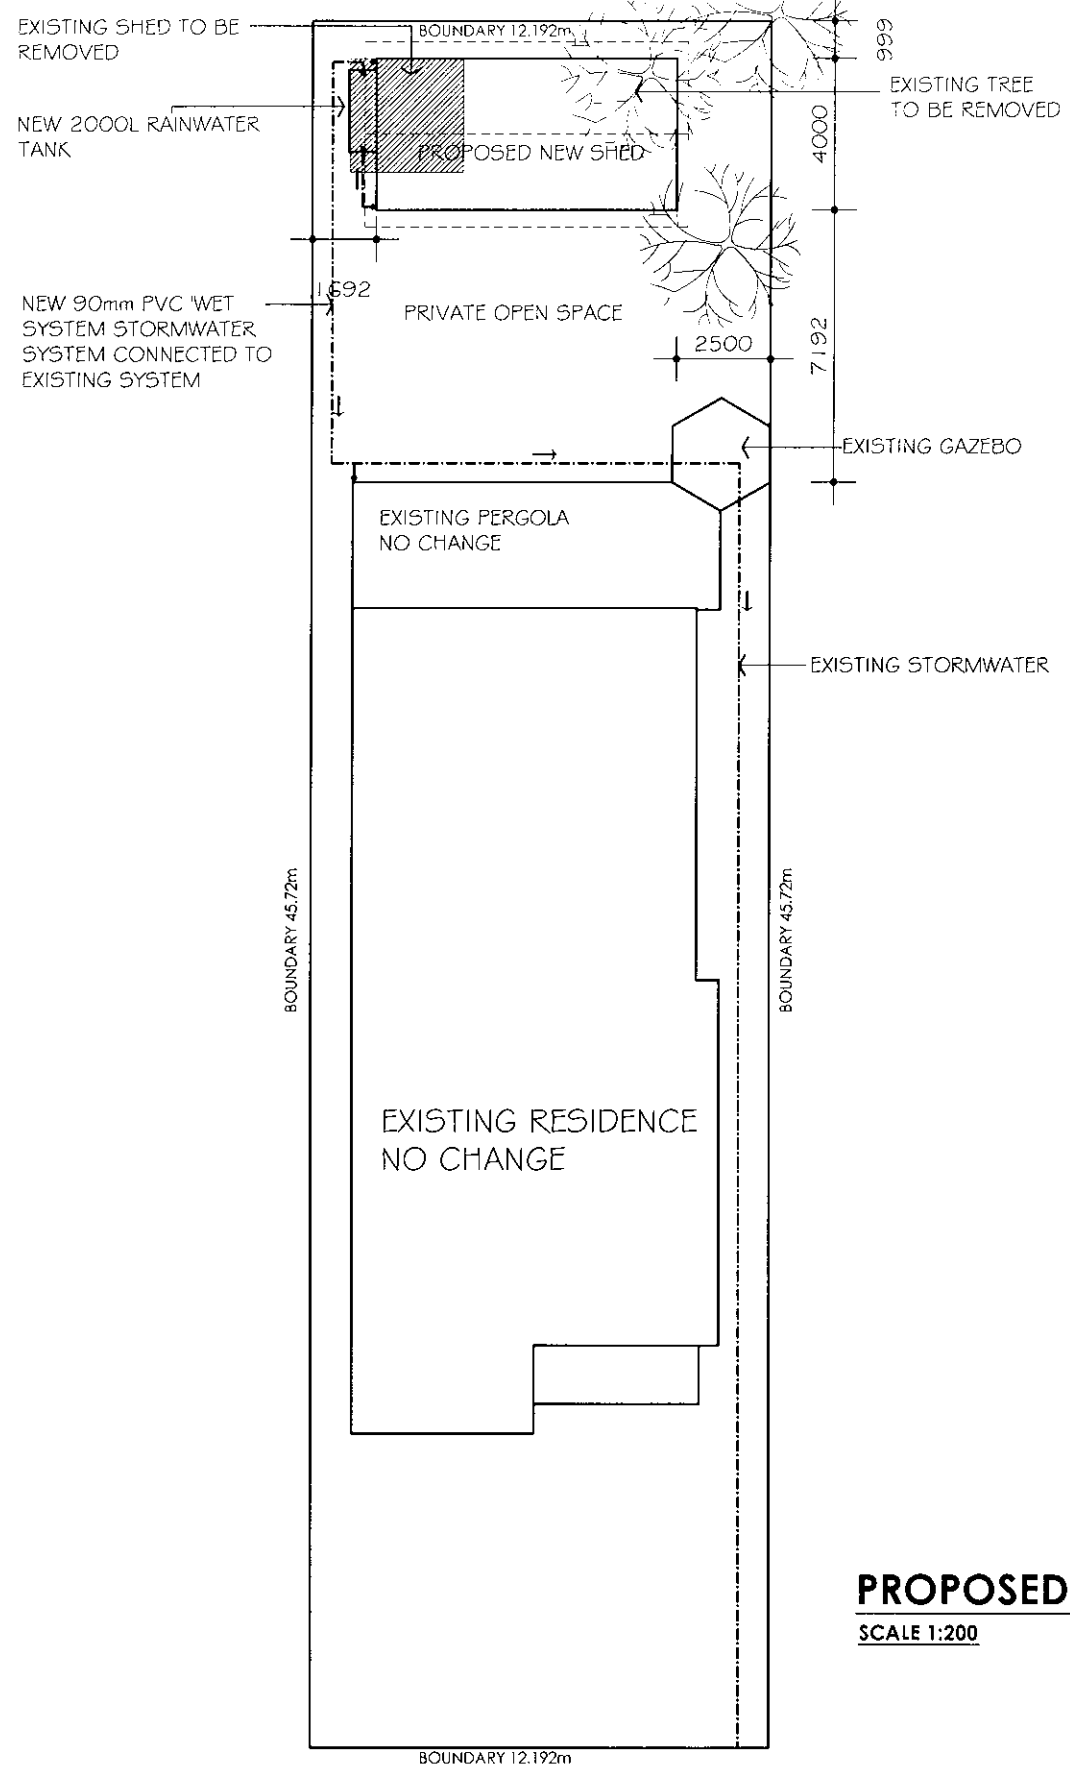 EXISTING SHED TO BE
REMOVED
BOUNDARY 12.192m
999
EXISTING TREE
TO BE REMOVED
NEW 2000L RAINWATER
TANK
4000
PROPOSED NEW SHED
1692
NEW 90mm PVC 'WET
SYSTEM STORMWATER
SYSTEM CONNECTED TO
EXISTING SYSTEM
PRIVATE OPEN SPACE
2500
7192
EXISTING GAZEBO
EXISTING PERGOLA
NO CHANGE
EXISTING STORMWATER
BOUNDARY 45.72m
BOUNDARY 45.72m
EXISTING RESIDENCE
NO CHANGE
PROPOSED
SCALE 1:200
BOUNDARY 12.192m